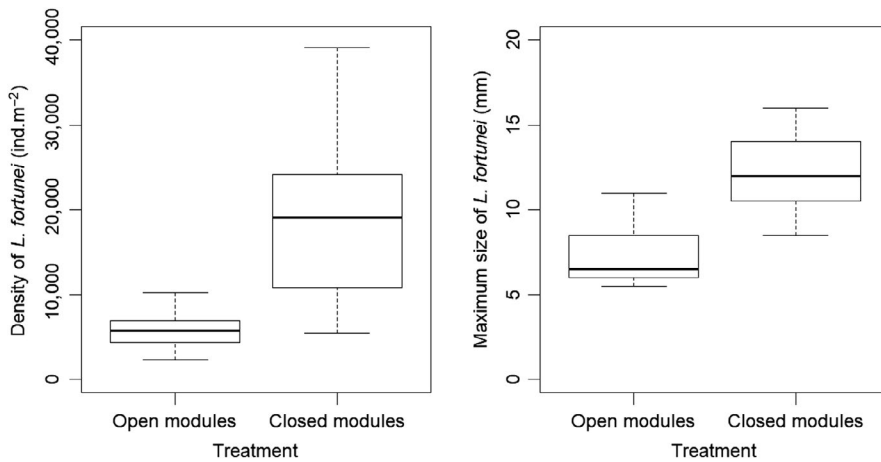 Density of L. fortunei (ind.m⁻²)
40,000
30,000
20,000
10,000
0
Open modules
Closed modules
Treatment
Maximum size of L. fortunei (mm)
20
15
10
5
0
Open modules
Closed modules
Treatment